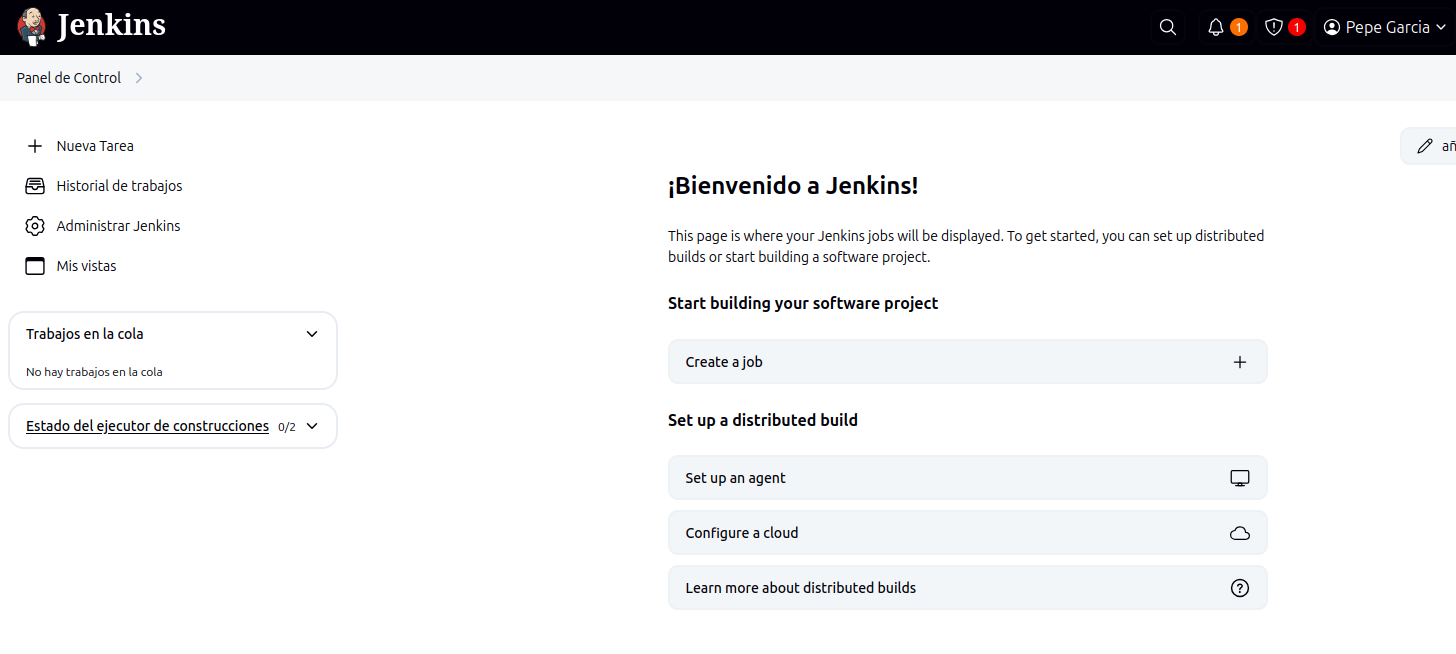 Jenkins
1
1
Pepe Garcia
Panel de Control
Nueva Tarea
Historial de trabajos
Administrar Jenkins
Mis vistas
Trabajos en la cola
No hay trabajos en la cola
Estado del ejecutor de construcciones 0/2
añ
¡Bienvenido a Jenkins!
This page is where your Jenkins jobs will be displayed. To get started, you can set up distributed
builds or start building a software project.
Start building your software project
Create a job
Set up a distributed build
Set up an agent
Configure a cloud
Learn more about distributed builds